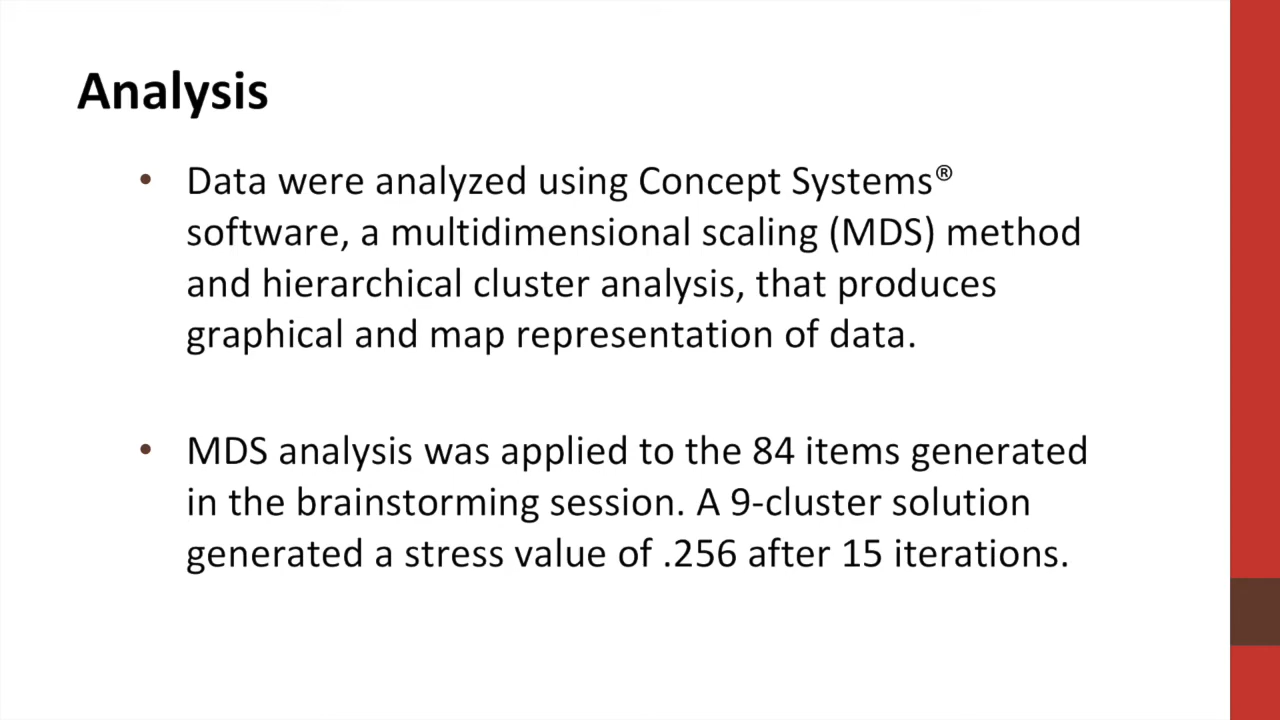 Analysis
• Data were analyzed using Concept Systems®
software, a multidimensional scaling (MDS) method
and hierarchical cluster analysis, that produces
graphical and map representation of data.
• MDS analysis was applied to the 84 items generated
in the brainstorming session. A 9-cluster solution
generated a stress value of .256 after 15 iterations.